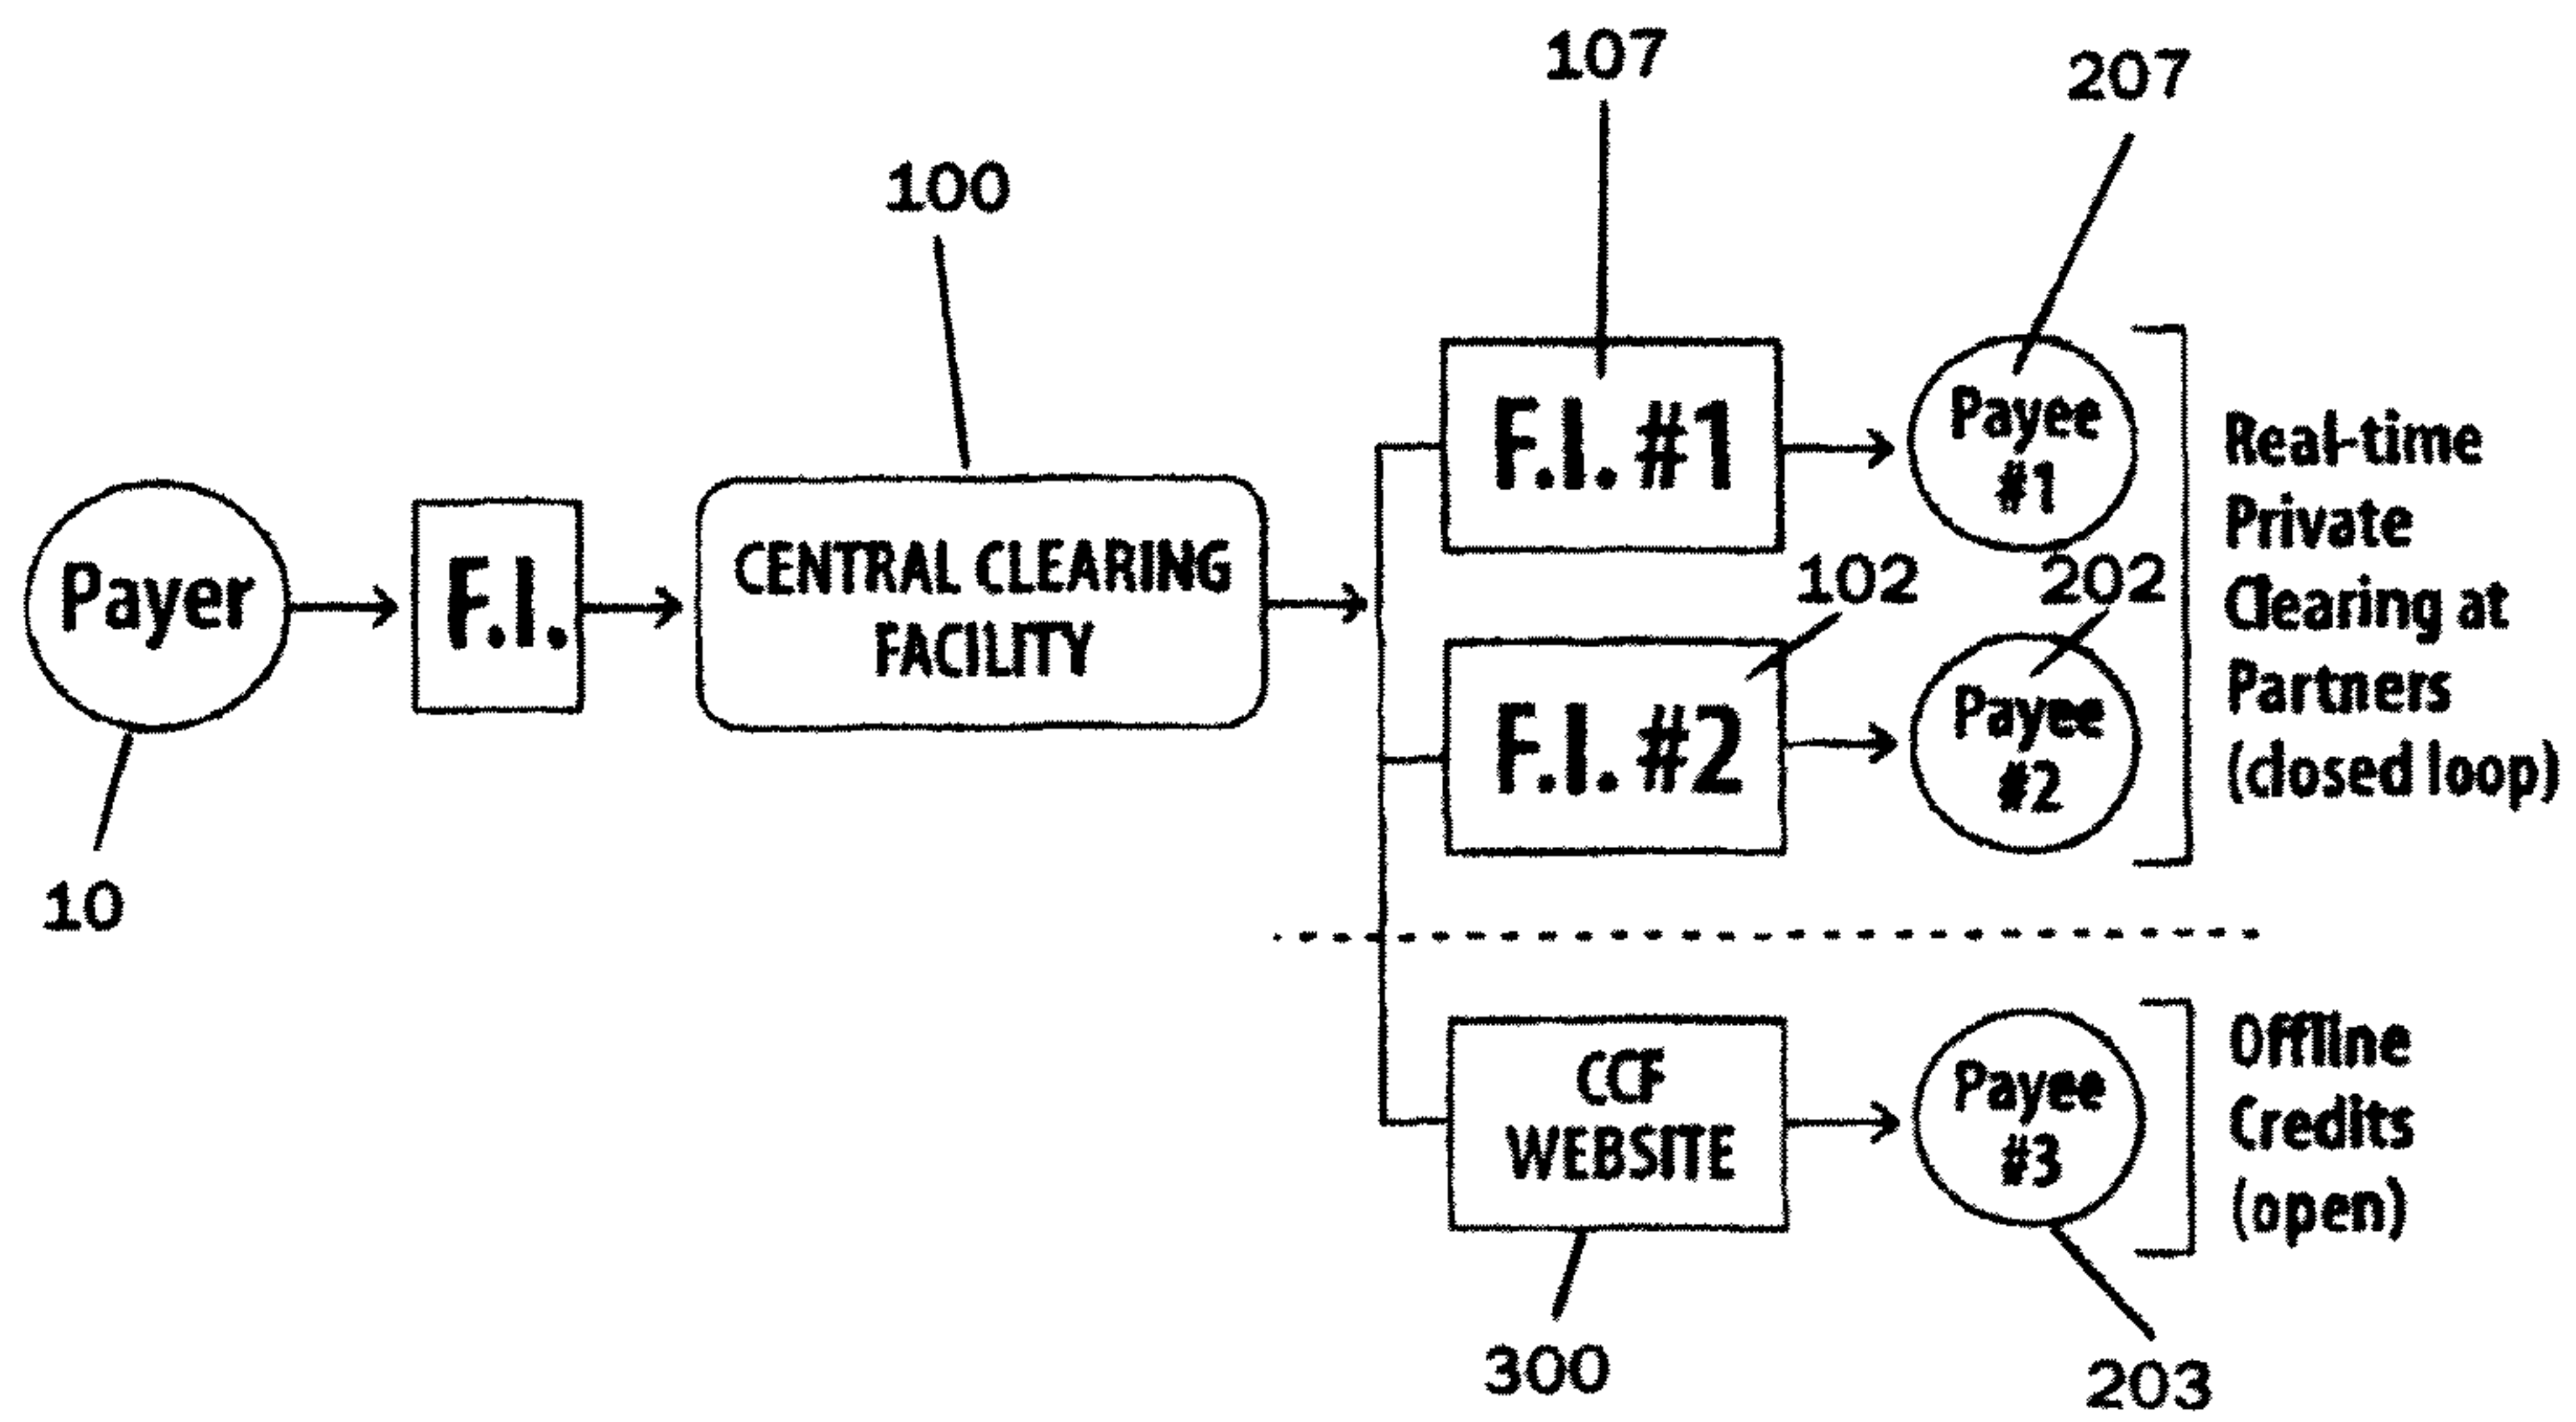 107
207
100
F.I. #1
Payee
#1
Real-time
Private
Clearing at
Partners
(closed loop)
Payer
F.I.
CENTRAL CLEARING
FACILITY
102
202
F.I. #2
Payee
#2
10
CCF
WEBSITE
Payee
#3
Offline
Credits
(open)
300
203